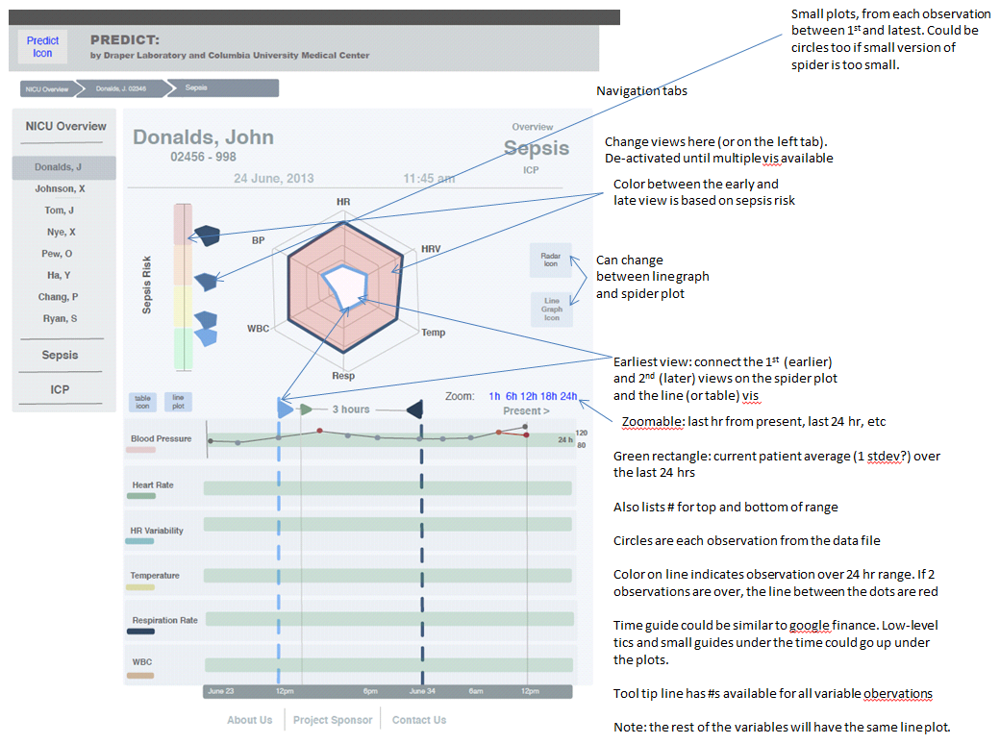 Small plots, from each observation
between 1st and latest. Could be
circles too if small version of
spider is too small.
Predict
Icon
PREDICT:
by Draper Laboratory and Columbia University Medical Center
NICU Overview
Donalds, J. 02346
Sepsis
Navigation tabs
NICU Overview
Donalds, J
Johnson, X
Tom, J
Nye, X
Pew, O
Ha, Y
Chang, P
Ryan, S
Sepsis
ICP
Donalds, John
02456 - 998
24 June, 2013
11:45 am
Overview
Sepsis
ICP
Change views here (or on the left tab).
De-activated until multiple vis available
Color between the early and
late view is based on sepsis risk
Sepsis Risk
HR
BP
HRV
WBC
Temp
Resp
Radar
Icon
Line
Graph
Icon
Can change
between line graph
and spider plot
Earliest view: connect the 1st (earlier)
and 2nd (later) views on the spider plot
and the line (or table) vis
table
icon
line
plot
3 hours
Zoom: 1h 6h 12h 18h 24h
Present >
Zoomable: last hr from present, last 24 hr, etc
Blood Pressure
24 h
120
80
Heart Rate
HR Variability
Temperature
Respiration Rate
WBC
June 23
12pm
6pm
June 34
6am
12pm
Green rectangle: current patient average (1 stdev?) over
the last 24 hrs
Also lists # for top and bottom of range
Circles are each observation from the data file
Color on line indicates observation over 24 hr range. If 2
observations are over, the line between the dots are red
Time guide could be similar to google finance. Low-level
tics and small guides under the time could go up under
the plots.
Tool tip line has #s available for all variable obervations
Note: the rest of the variables will have the same line plot.
About Us
Project Sponsor
Contact Us